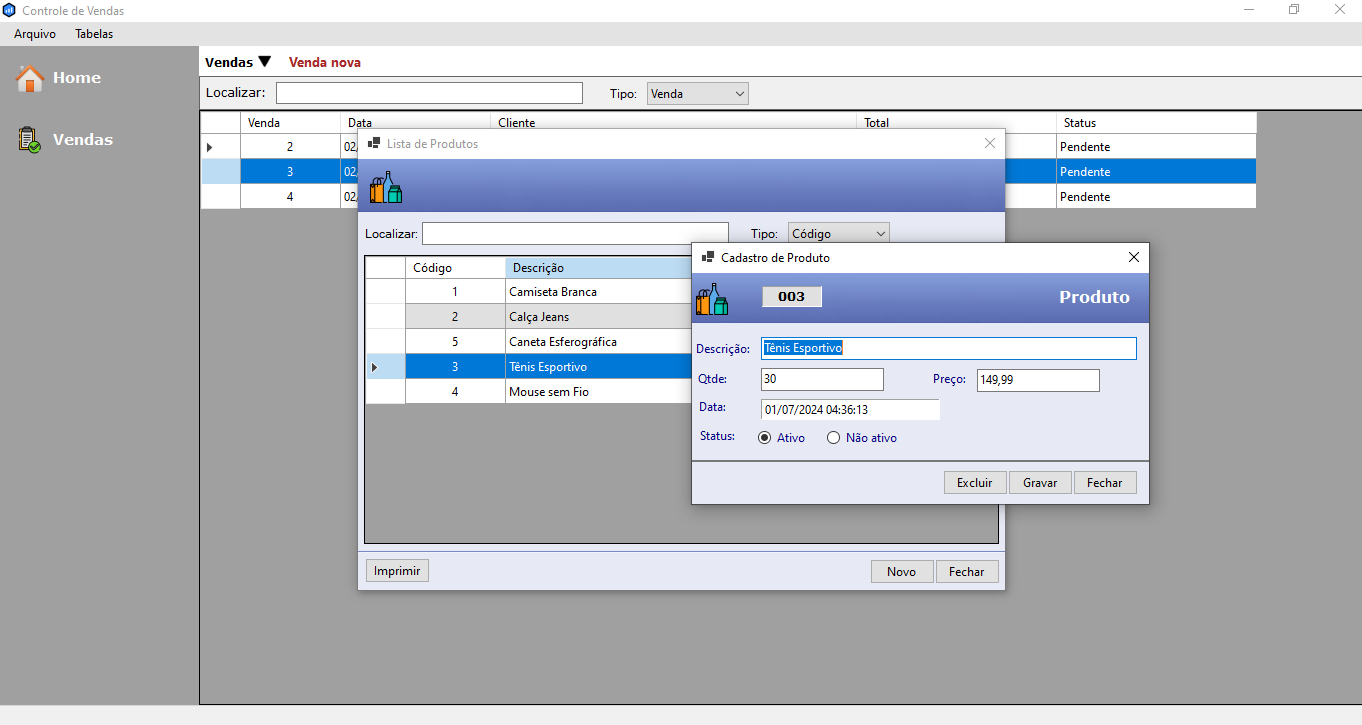 Controle de Vendas
Arquivo Tabelas
Home
Vendas
Vendas ▼ Venda nova
Localizar: Tipo: Venda
Venda Data Cliente Total Status
2 02, Pendente
3 02, Pendente
4 02, Pendente
Lista de Produtos
Localizar: Tipo: Código
Código Descrição
1 Camiseta Branca
2 Calça Jeans
5 Caneta Esferográfica
3 Tênis Esportivo
4 Mouse sem Fio
Imprimir Novo Fechar
Cadastro de Produto
003 Produto
Descrição: Tênis Esportivo
Qtde: 30 Preço: 149,99
Data: 01/07/2024 04:36:13
Status: Ativo Não ativo
Excluir Gravar Fechar